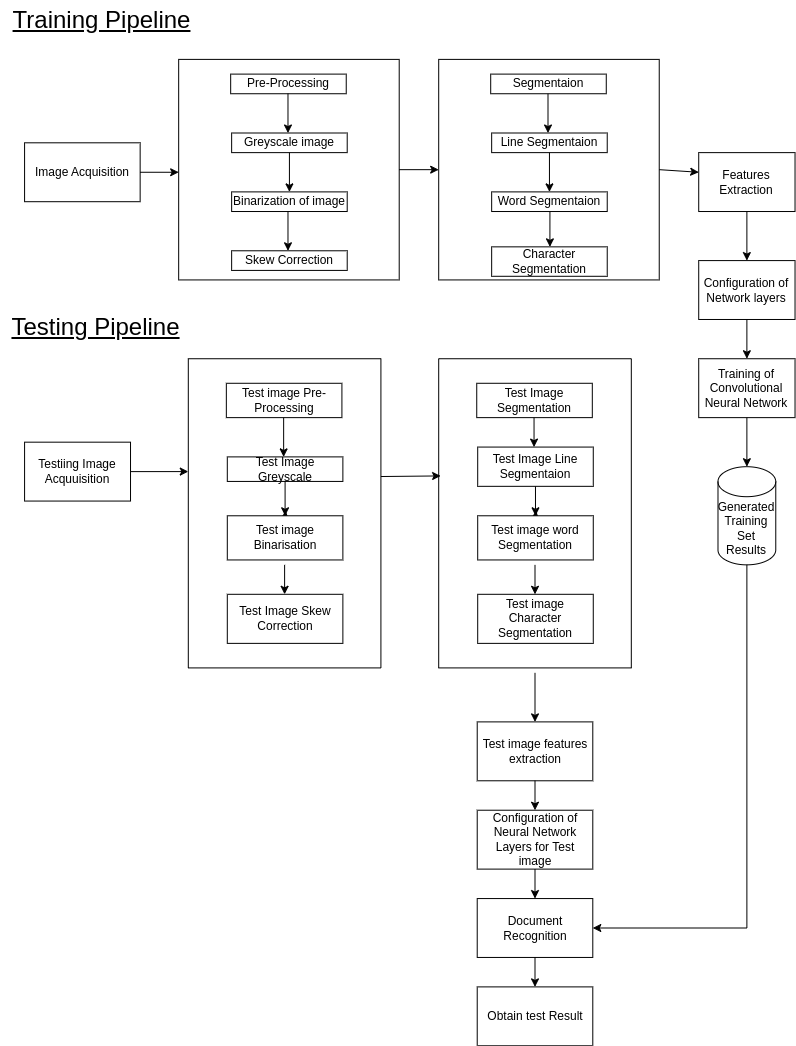 Training Pipeline
Image Acquisition
Pre-Processing
Greyscale image
Binarization of image
Skew Correction
Segmentaion
Line Segmentaion
Word Segmentaion
Character
Segmentation
Features
Extraction
Configuration of
Network layers
Training of
Convolutional
Neural Network
Generated
Training
Set
Results
Testing Pipeline
Testiing Image
Acquuisition
Test image Pre-
Processing
Test Image
Greyscale
Test image
Binarisation
Test Image Skew
Correction
Test Image
Segmentation
Test Image Line
Segmentaion
Test image word
Segmentation
Test image
Character
Segmentation
Test image features
extraction
Configuration of
Neural Network
Layers for Test
image
Document
Recognition
Obtain test Result